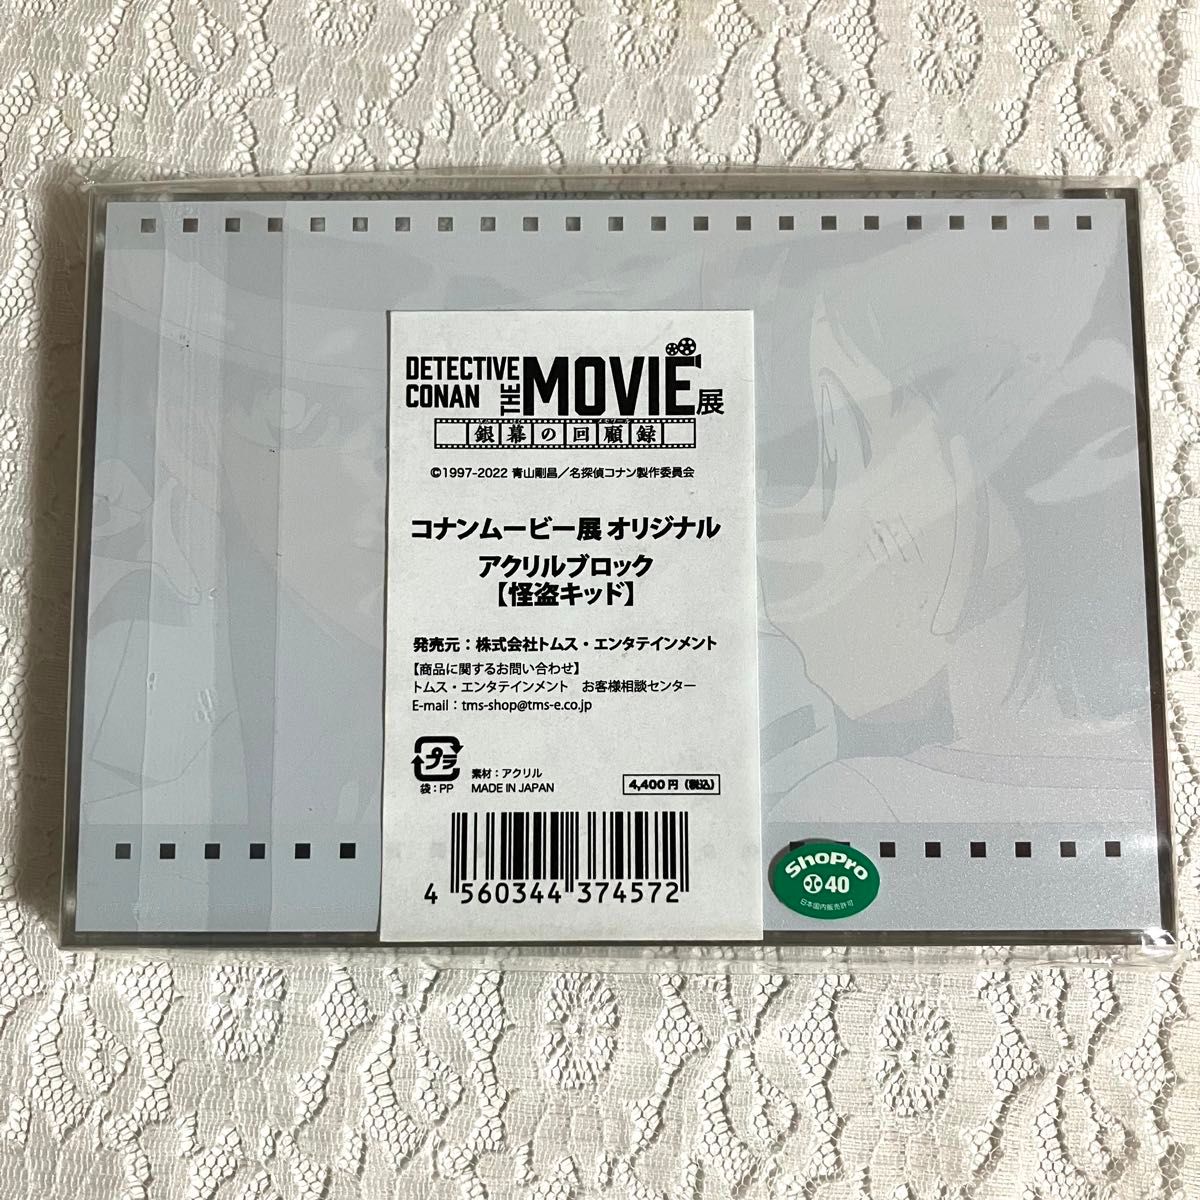 DETECTIVE
CONAN
THE MOVIE展
銀幕の回顧録
©1997-2022 青山剛昌／名探偵コナン製作委員会
コナンムービー展 オリジナル
アクリルブロック
【怪盗キッド】
発売元：株式会社トムス・エンタテインメント
【商品に関するお問い合わせ】
トムス・エンタテインメント　お客様相談センター
E-mail：tms-shop@tms-e.co.jp
プラ
袋：PP
素材：アクリル
MADE IN JAPAN
4,400円（税込）
4 560344 374572
ShoPro
40
日本国内販売許可